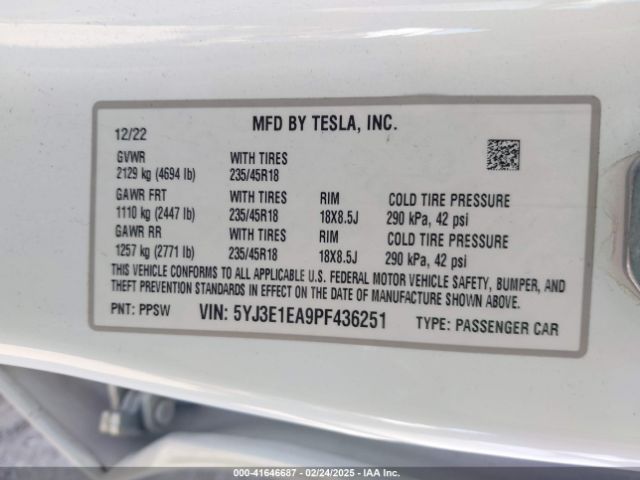 MFD BY TESLA, INC.
12/22
GVWR WITH TIRES
2129 kg (4694 lb) 235/45R18
GAWR FRT WITH TIRES RIM COLD TIRE PRESSURE
1110 kg (2447 lb) 235/45R18 18X8.5J 290 kPa, 42 psi
GAWR RR WITH TIRES RIM COLD TIRE PRESSURE
1257 kg (2771 lb) 235/45R18 18X8.5J 290 kPa, 42 psi
THIS VEHICLE CONFORMS TO ALL APPLICABLE U.S. FEDERAL MOTOR VEHICLE SAFETY, BUMPER, AND
THEFT PREVENTION STANDARDS IN EFFECT ON THE DATE OF MANUFACTURE SHOWN ABOVE.
PNT: PPSW VIN: 5YJ3E1EA9PF436251 TYPE: PASSENGER CAR
000-41646687 - 02/24/2025 - IAA Inc.